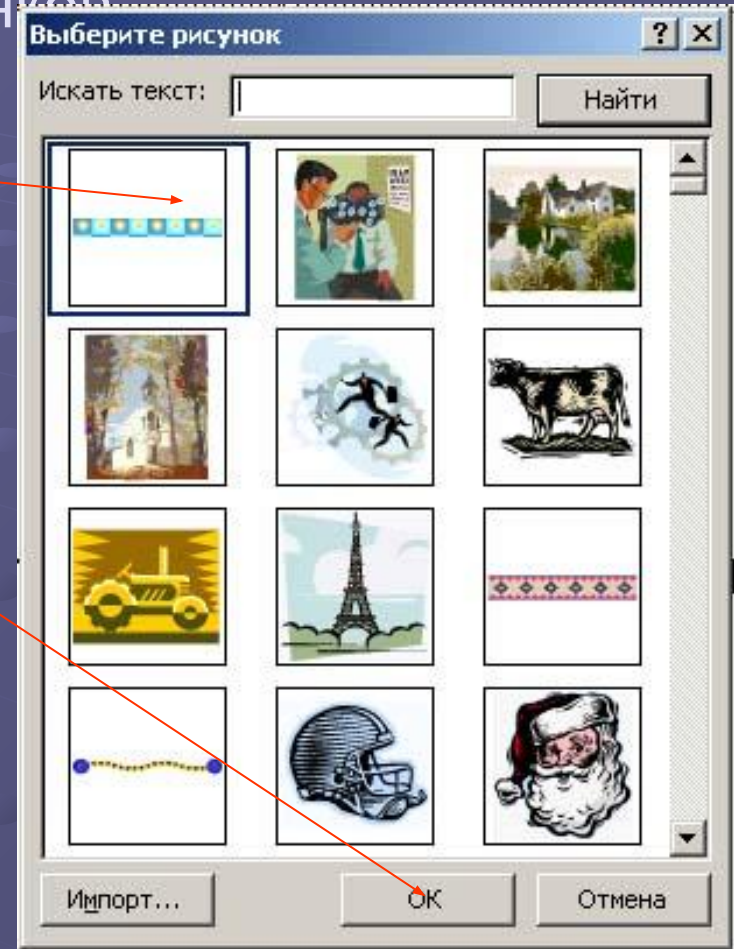 Выберите рисунок
Искать текст:
Найти
Импорт...
ОК
Отмена